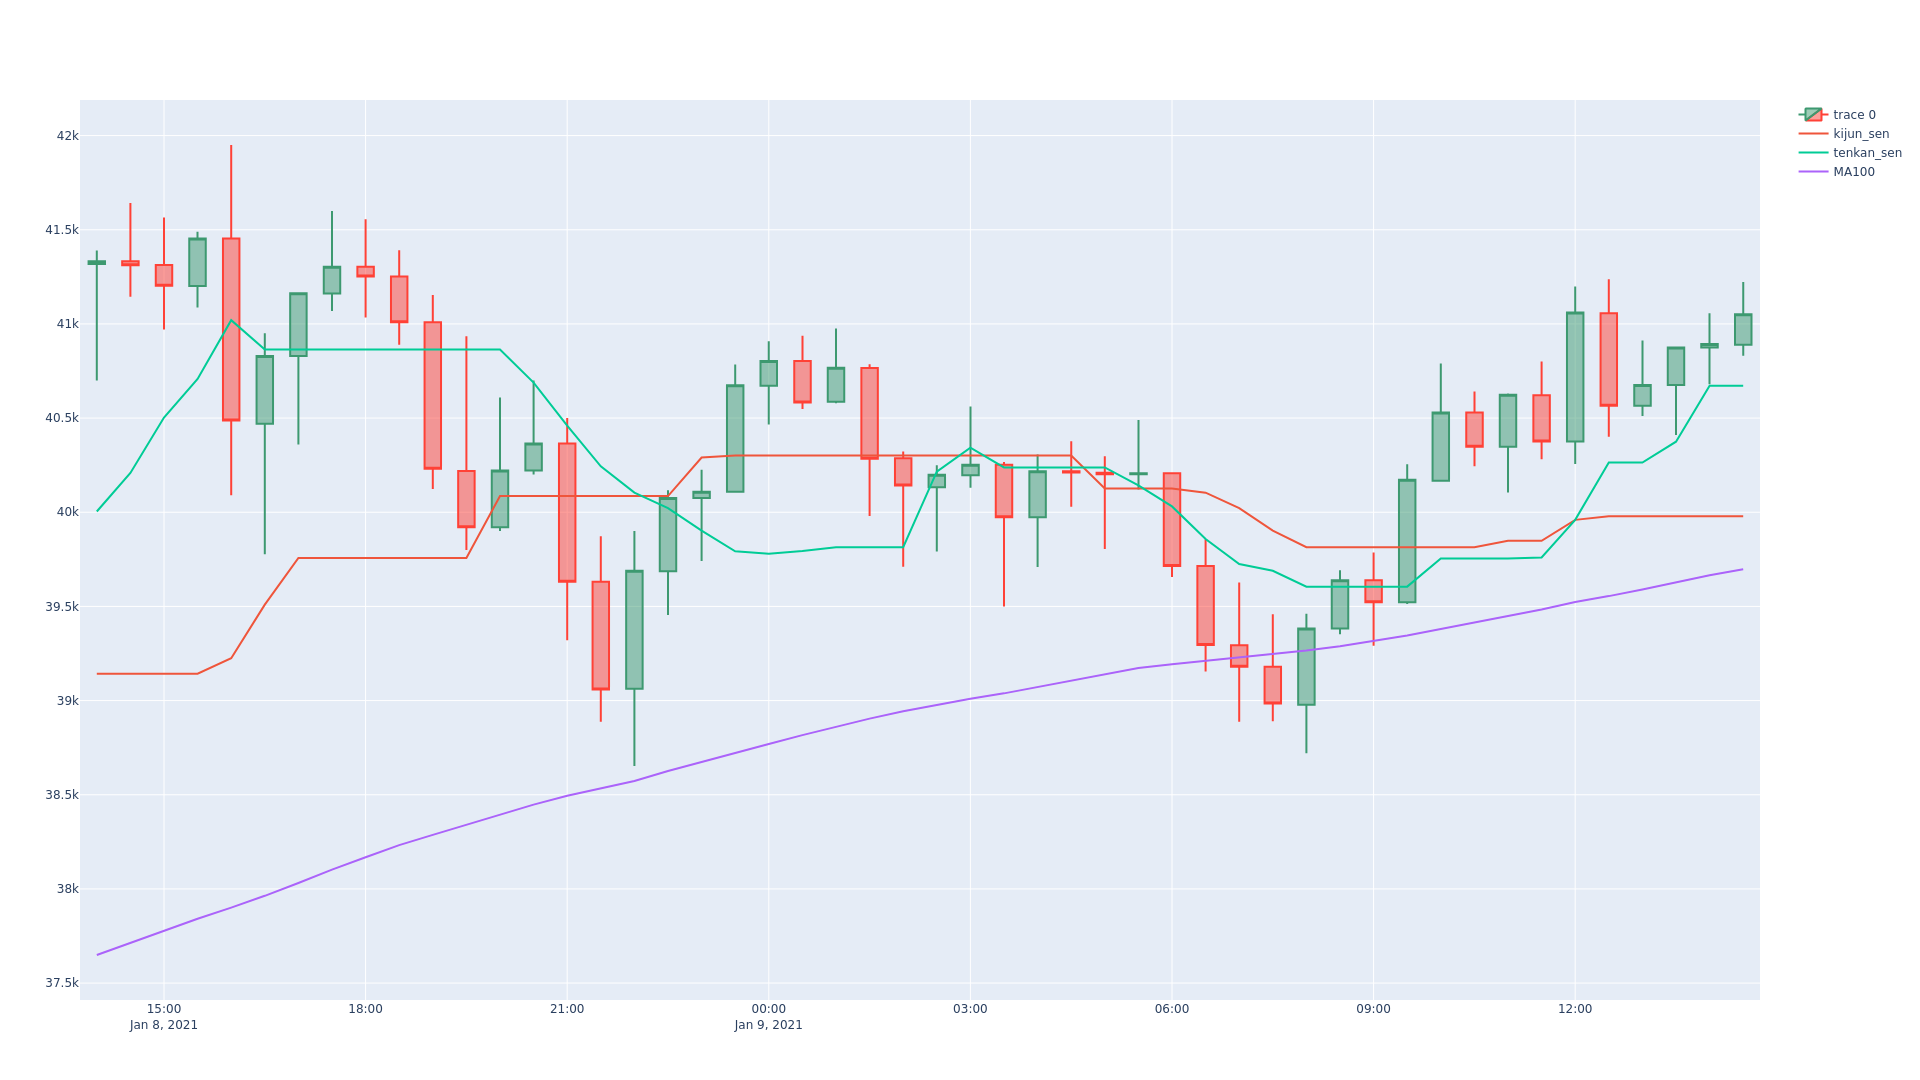 42k
41.5k
41k
40.5k
40k
39.5k
39k
38.5k
38k
37.5k
15:00 18:00 21:00 00:00 03:00 06:00 09:00 12:00
Jan 8, 2021 Jan 9, 2021
trace 0
kijun_sen
tenkan_sen
MA100